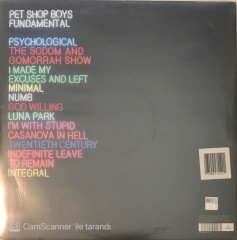 PET SHOP BOYS
FUNDAMENTAL
PSYCHOLOGICAL
THE SODOM AND
GOMORRAH SHOW
I MADE MY
EXCUSES AND LEFT
MINIMAL
NUMB
GOD WILLING
LUNA PARK
I'M WITH STUPID
CASANOVA IN HELL
TWENTIETH CENTURY
INDEFINITE LEAVE
TO REMAIN
INTEGRAL
CS CamScanner ile tarandı